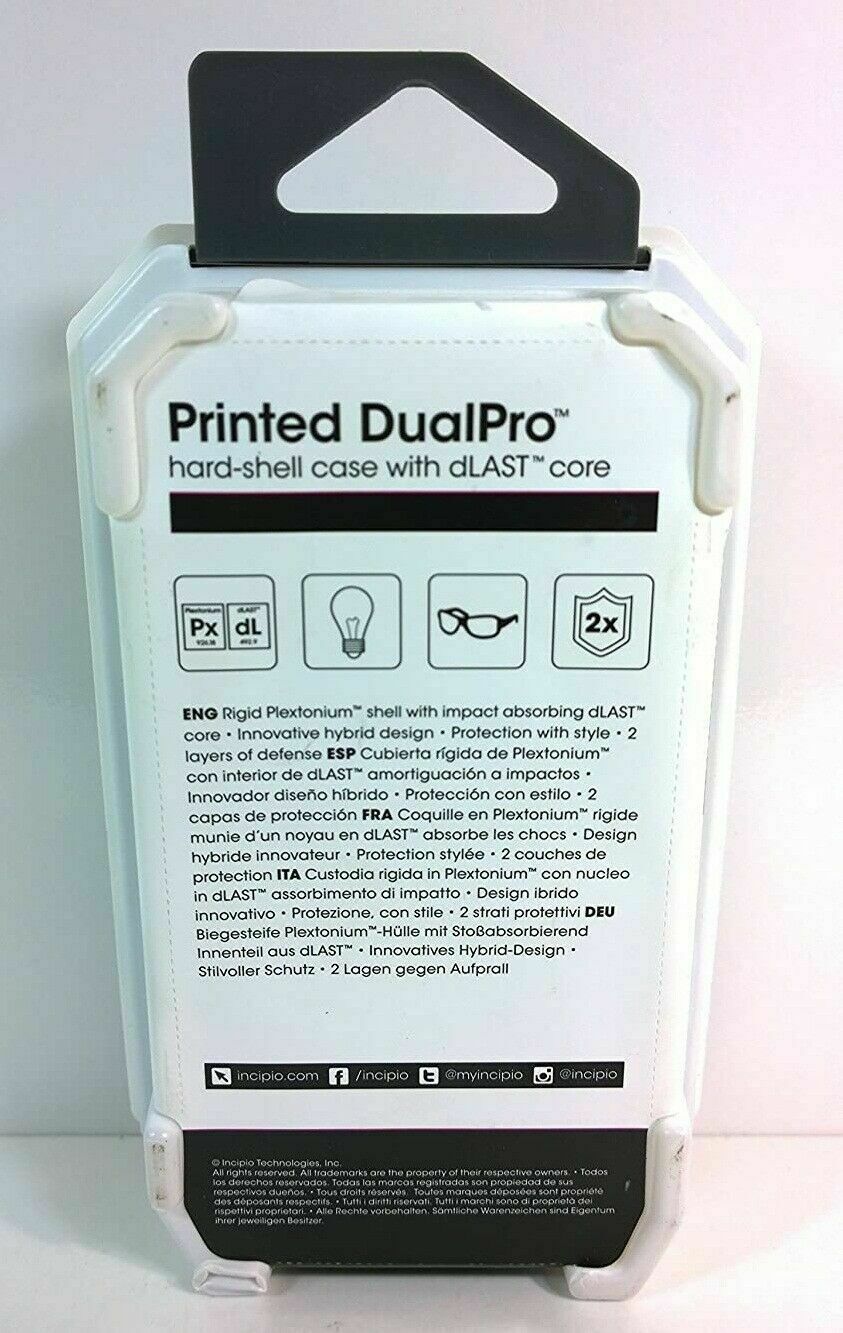 Printed DualPro™
hard-shell case with dLAST™ core
Plextonium dLAST™
Px dL
2x
ENG Rigid Plextonium™ shell with impact absorbing dLAST™
core • Innovative hybrid design • Protection with style • 2
layers of defense ESP Cubierta rígida de Plextonium™
con interior de dLAST™ amortiguación a impactos •
Innovador diseño híbrido • Protección con estilo • 2
capas de protección FRA Coquille en Plextonium™ rigide
munie d'un noyau en dLAST™ absorbe les chocs • Design
hybride innovateur • Protection stylée • 2 couches de
protection ITA Custodia rigida in Plextonium™ con nucleo
in dLAST™ assorbimento di impatto • Design ibrido
innovativo • Protezione, con stile • 2 strati protettivi DEU
Biegesteife Plextonium™-Hülle mit Stoßabsorbierend
Innenteil aus dLAST™ • Innovatives Hybrid-Design •
Stilvoller Schutz • 2 Lagen gegen Aufprall
incipio.com f /incipio t @myincipio @incipio
© Incipio Technologies, Inc.
All rights reserved. All trademarks are the property of their respective owners. • Todos
los derechos reservados. Todas las marcas registradas son propiedad de sus
respectivos dueños. • Tous droits réservés. Toutes marques déposées sont propriété
des déposants respectifs. • Tutti i diritti riservati. Tutti i marchi sono di proprietà dei
rispettivi proprietari. • Alle Rechte vorbehalten. Sämtliche Warenzeichen sind Eigentum
ihrer jeweiligen Besitzer.